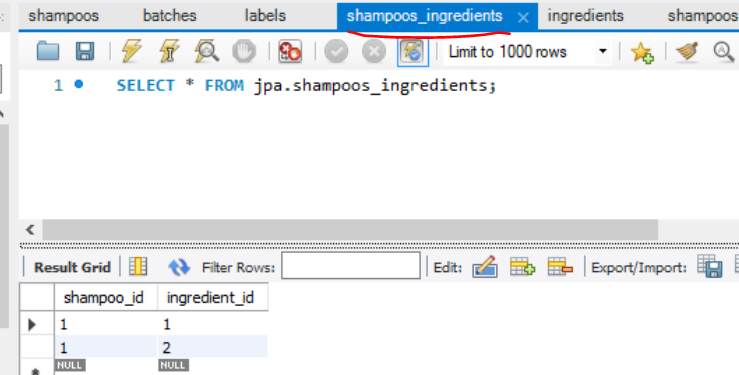 shampoos batches labels shampoos_ingredients ingredients shampoos
Limit to 1000 rows
1 SELECT * FROM jpa.shampoos_ingredients;
Result Grid Filter Rows: Edit: Export/Import:
shampoo_id ingredient_id
1 1
1 2
NULL NULL